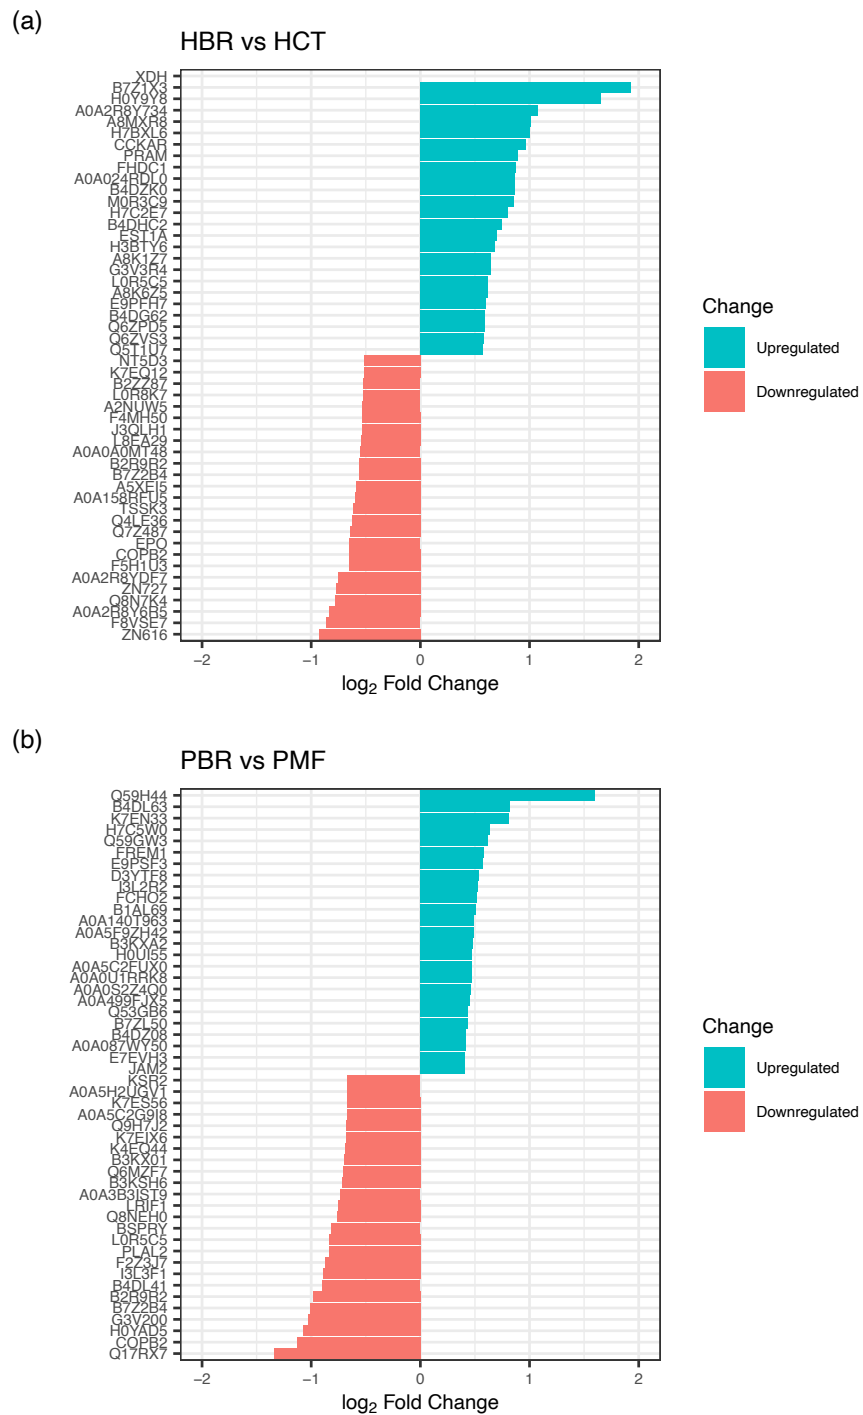 (a)
HBR vs HCT
XDH
B7Z1X3
H0Y9Y8
A0A2R8Y734
A8MXR8
H7BXL6
CCKAR
PRAM
FHDC1
A0A024RDL0
B4DZK0
M0R3C9
H7C2E7
B4DHC2
EST1A
H3BTY6
A8K1Z7
G3V3R4
L0R5C5
A8K6Z5
E9PFH7
B4DG62
Q6ZPD5
Q6ZVS3
Q5T1U7
NT5D3
K7EQ12
B2ZZ87
L0R8K7
A2NUW5
F4MH50
J3QLH1
L8EA29
A0A0A0MT48
B2R9R2
B7Z2B4
A5XEI5
A0A158RFU5
TSSK3
Q4LE36
Q7Z487
EPO
COPB2
F5H1U3
A0A2R8YDF7
ZN727
Q8N7K4
A0A2R8Y6R5
F8VSE7
ZN616
−2 −1 0 1 2
log2 Fold Change
Change
Upregulated
Downregulated
(b)
PBR vs PMF
Q59H44
B4DL63
K7EN33
H7C5W0
Q59GW3
FREM1
E9PSF3
D3YTF8
I3L2R2
FCHO2
B1AL69
A0A140T963
A0A5F9ZH42
B3KXA2
H0UI55
A0A5C2FUX0
A0A0U1RRK8
A0A0S2Z4Q0
A0A499FJX5
Q53GB6
B7ZL50
B4DZ08
A0A087WY50
E7EVH3
JAM2
KSR2
A0A5H2UGV1
K7ES56
A0A5C2G9I8
Q9H7J2
K7EIX6
K4EQ44
B3KX01
Q6MZF7
B3KSH6
A0A3B3IST9
LRIF1
Q8NEH0
BSPRY
L0R5C5
PLAL2
F2Z3J7
I3L3F1
B4DL41
B2R9R2
B7Z2B4
G3V200
H0YAD5
COPB2
Q17RX7
−2 −1 0 1 2
log2 Fold Change
Change
Upregulated
Downregulated